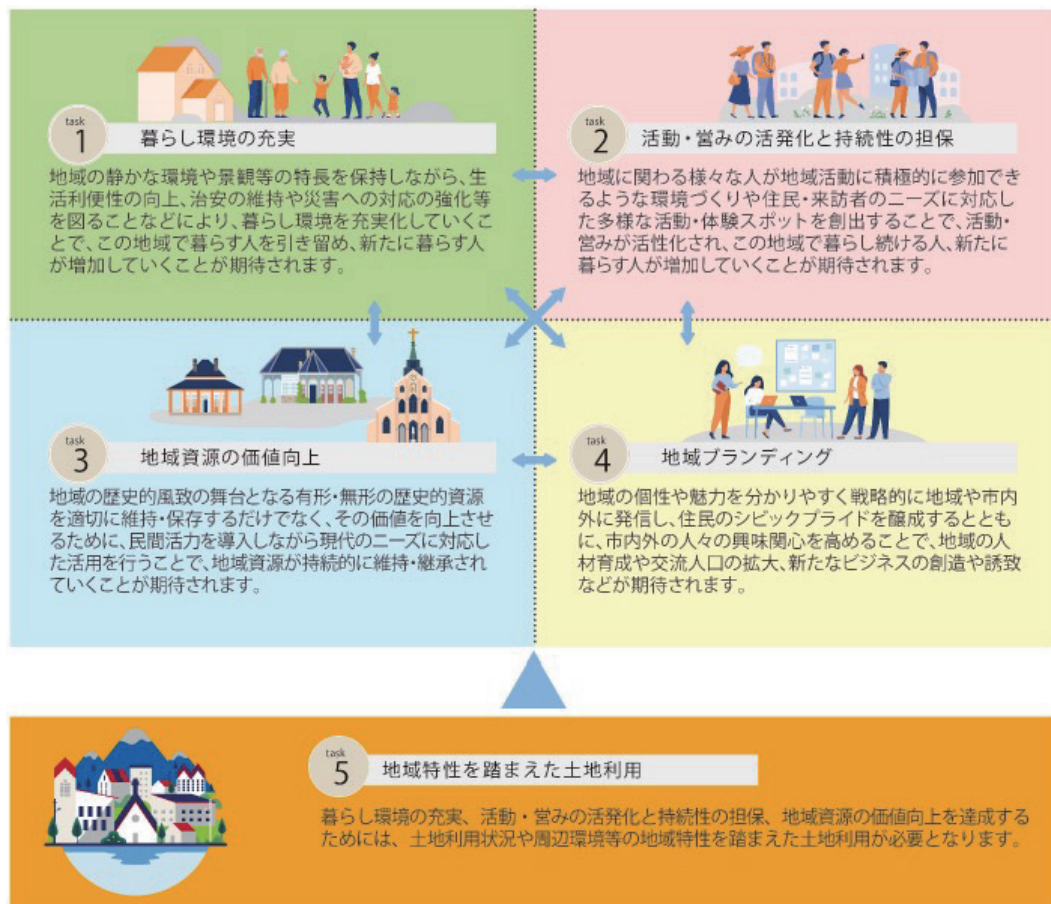 task
1
暮らし環境の充実
地域の静かな環境や景観等の特長を保持しながら、生
活利便性の向上、治安の維持や災害への対応の強化等
を図ることなどにより、暮らし環境を充実化していくこ
とで、この地域で暮らす人を引き留め、新たに暮らす人
が増加していくことが期待されます。
task
2
活動・営みの活発化と持続性の担保
地域に関わる様々な人が地域活動に積極的に参加でき
るような環境づくりや住民・来訪者のニーズに対応し
た多様な活動・体験スポットを創出することで、活動・
営みが活性化され、この地域で暮らし続ける人、新たに
暮らす人が増加していくことが期待されます。
task
3
地域資源の価値向上
地域の歴史的風致の舞台となる有形・無形の歴史的資源
を適切に維持・保存するだけでなく、その価値を向上させ
るために、民間活力を導入しながら現代のニーズに対応し
た活用を行うことで、地域資源が持続的に維持・継承され
ていくことが期待されます。
task
4
地域ブランディング
地域の個性や魅力を分かりやすく戦略的に地域や市内
外に発信し、住民のシビックプライドを醸成するととも
に、市内外の人々の興味関心を高めることで、地域の人
材育成や交流人口の拡大、新たなビジネスの創造や誘致
などが期待されます。
task
5
地域特性を踏まえた土地利用
暮らし環境の充実、活動・営みの活発化と持続性の担保、地域資源の価値向上を達成する
ためには、土地利用状況や周辺環境等の地域特性を踏まえた土地利用が必要となります。